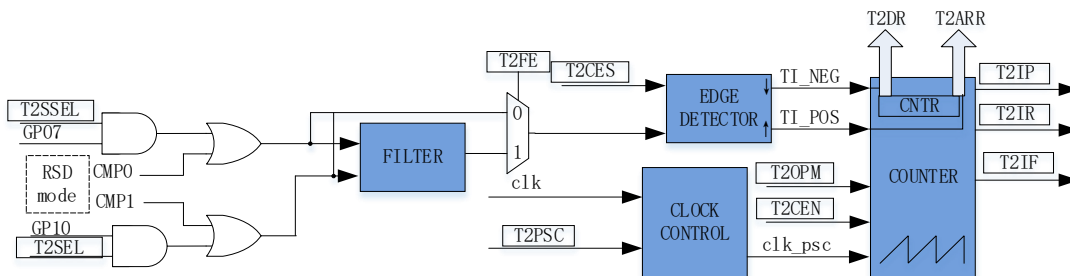 T2DR T2ARR
T2FE
T2CES
TI_NEG
T2IP
T2SSEL
GP07
0
EDGE
DETECTOR
CNTR
T2IR
TI_POS
RSD
mode
CMP0
FILTER
1
T2IF
clk
T2OPM
COUNTER
CMP1
GP10
T2SEL
T2PSC
CLOCK
CONTROL
T2CEN
clk_psc